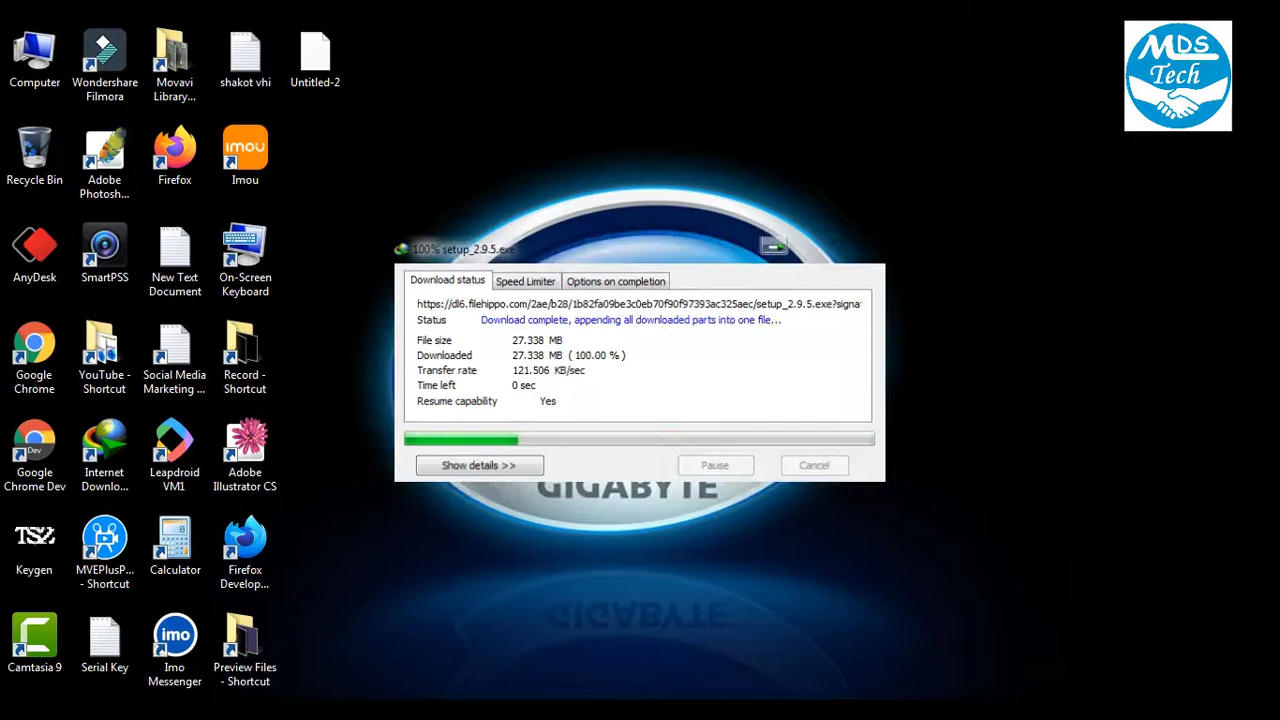 Computer
Wondershare
Filmora
Movavi
Library...
shakot vhi
Untitled-2
MDS
Tech
Recycle Bin
Adobe
Photosh...
Firefox
imou
Imou
AnyDesk
SmartPSS
New Text
Document
On-Screen
Keyboard
100% setup_2.9.5.exe
Download status
Speed Limiter
Options on completion
https://dl6.filehippo.com/2ae/b28/1b82fa09be3c0eb70f90f97393ac325aec/setup_2.9.5.exe?signa
Status Download complete, appending all downloaded parts into one file...
File size 27.338 MB
Downloaded 27.338 MB ( 100.00 % )
Transfer rate 121.506 KB/sec
Time left 0 sec
Resume capability Yes
Show details >>
Pause
Cancel
GIGABYTE
Google
Chrome
YouTube -
Shortcut
Social Media
Marketing ...
Record -
Shortcut
Dev
Google
Chrome Dev
Internet
Downlo...
Leapdroid
VM1
Adobe
Illustrator CS
TSZ
Keygen
MVEPlusP...
- Shortcut
0
Calculator
Firefox
Develop...
Camtasia 9
Serial Key
imo
Imo
Messenger
Preview Files
- Shortcut
GIGABYTE